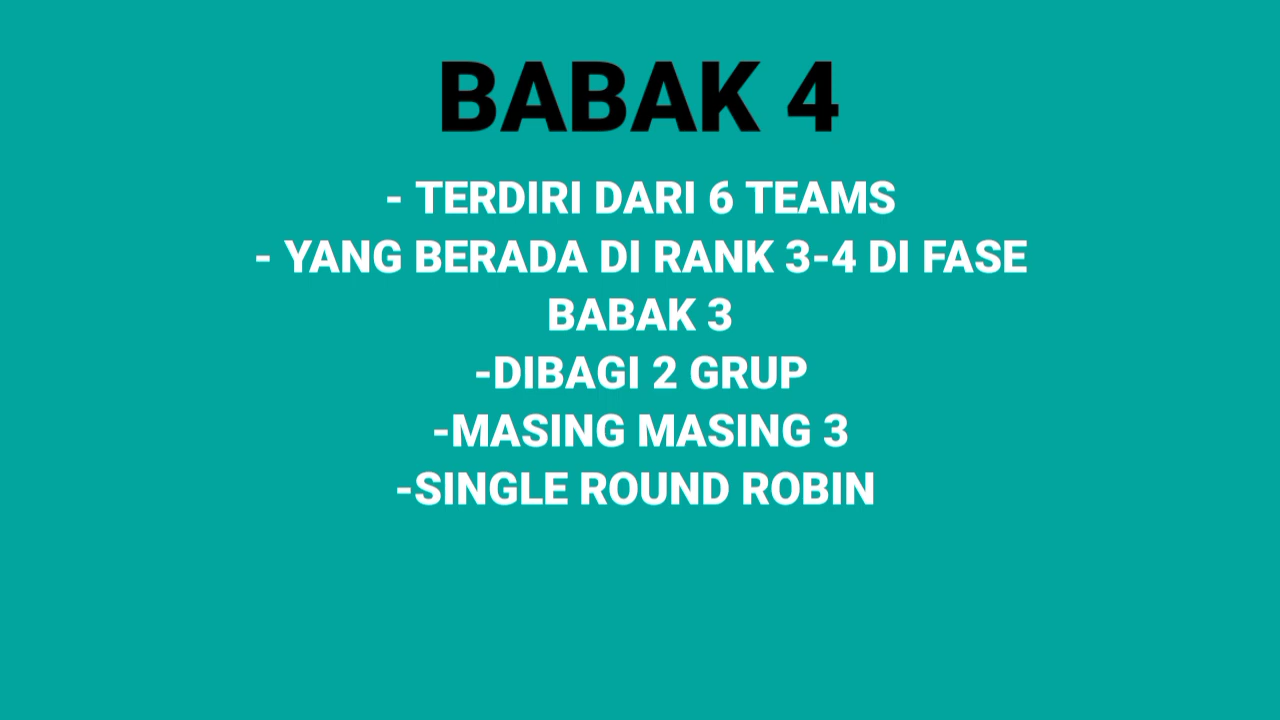 BABAK 4
- TERDIRI DARI 6 TEAMS
- YANG BERADA DI RANK 3-4 DI FASE
BABAK 3
-DIBAGI 2 GRUP
-MASING MASING 3
-SINGLE ROUND ROBIN